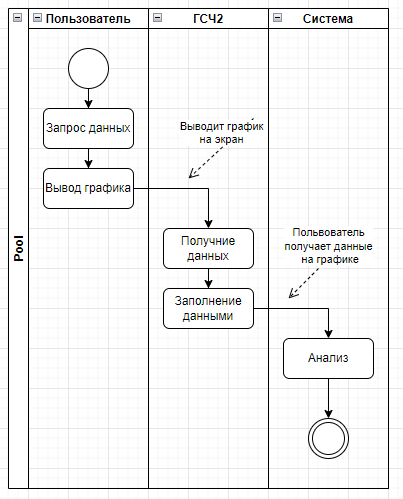 Пользователь
ГСЧ2
Система
Pool
Запрос данных
Выводит график
на экран
Вывод графика
Получние
данных
Польвователь
получает данные
на графике
Заполнение
данными
Анализ